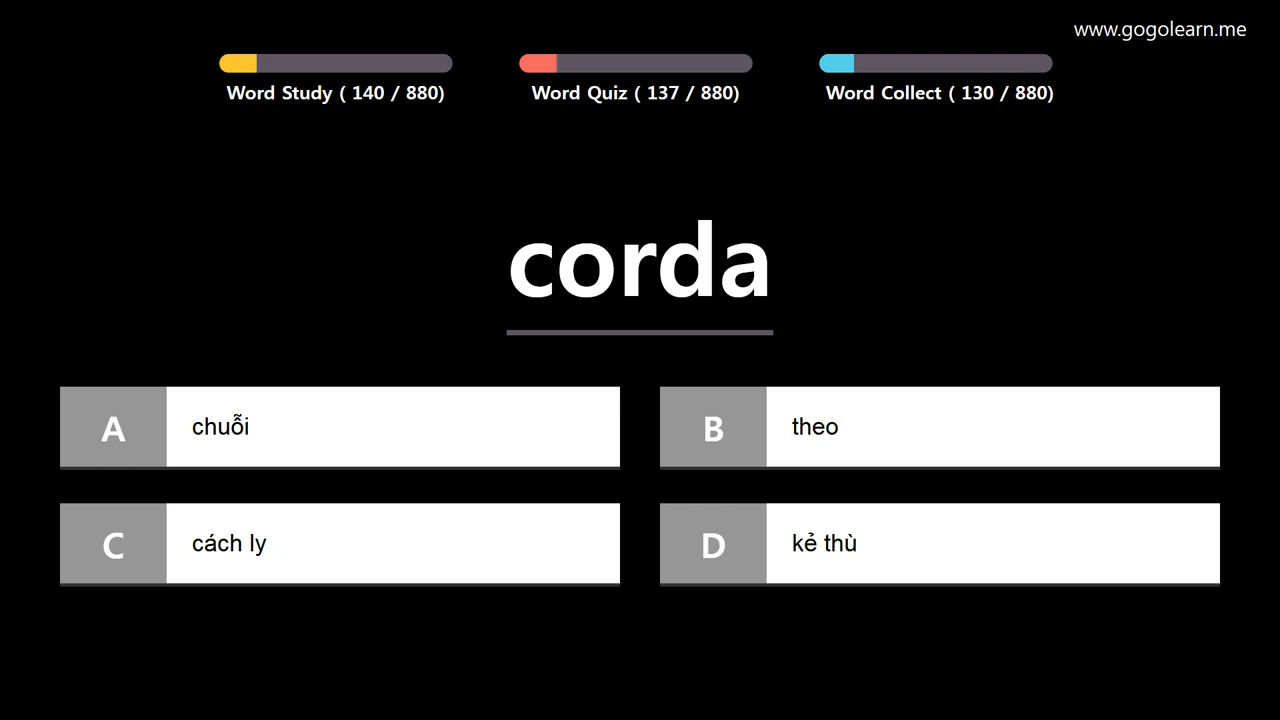 www.gogolearn.me
Word Study ( 140 / 880)
Word Quiz ( 137 / 880)
Word Collect ( 130 / 880)
corda
A chuỗi
B theo
C cách ly
D kẻ thù